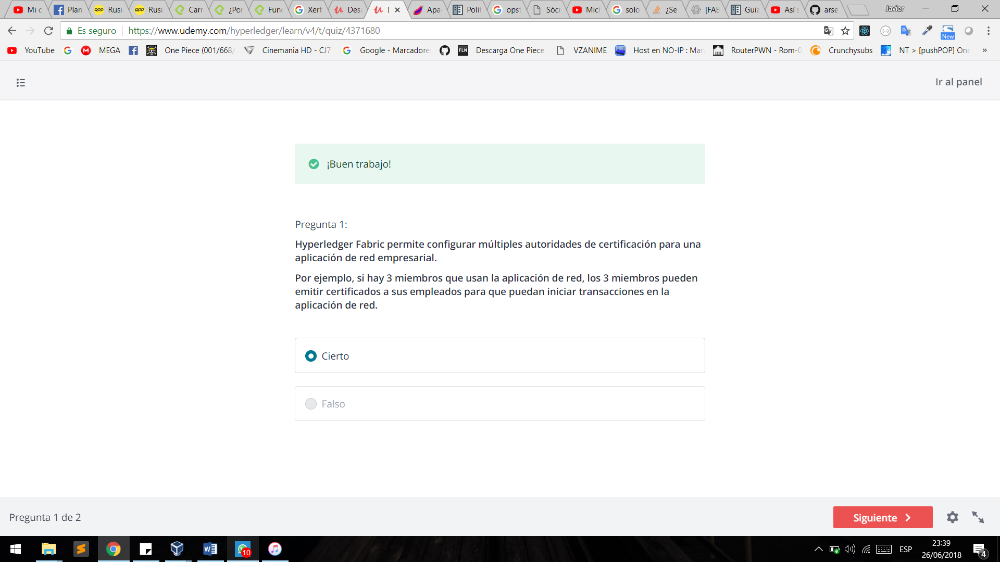 Mi c Plan Rusi Rusi Carr ¿Por Func Xert Desa Apa Polít opst Sócr Mich solo ¿Se [FAB Guía Así s arse Javier
Es seguro https://www.udemy.com/hyperledger/learn/v4/t/quiz/4371680 New
YouTube MEGA One Piece (001/668/ Cinemania HD - CJ7 Google - Marcadore FLN Descarga One Piece VZANIME Host en NO-IP : Man RouterPWN - Rom-0 Crunchysubs NT > [pushPOP] One »
Ir al panel
¡Buen trabajo!
Pregunta 1:
Hyperledger Fabric permite configurar múltiples autoridades de certificación para una
aplicación de red empresarial.
Por ejemplo, si hay 3 miembros que usan la aplicación de red, los 3 miembros pueden
emitir certificados a sus empleados para que puedan iniciar transacciones en la
aplicación de red.
Cierto
Falso
Pregunta 1 de 2
Siguiente
10
ESP
23:39
26/06/2018
4